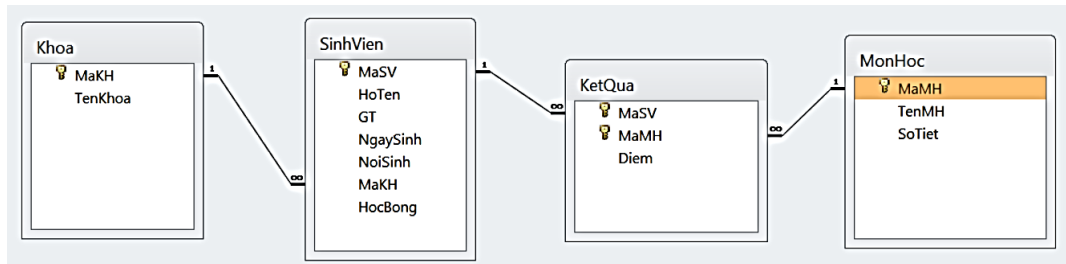 Khoa
MaKH
TenKhoa
1
∞
SinhVien
MaSV
HoTen
GT
NgaySinh
NoiSinh
MaKH
HocBong
1
∞
KetQua
MaSV
MaMH
Diem
∞
1
MonHoc
MaMH
TenMH
SoTiet